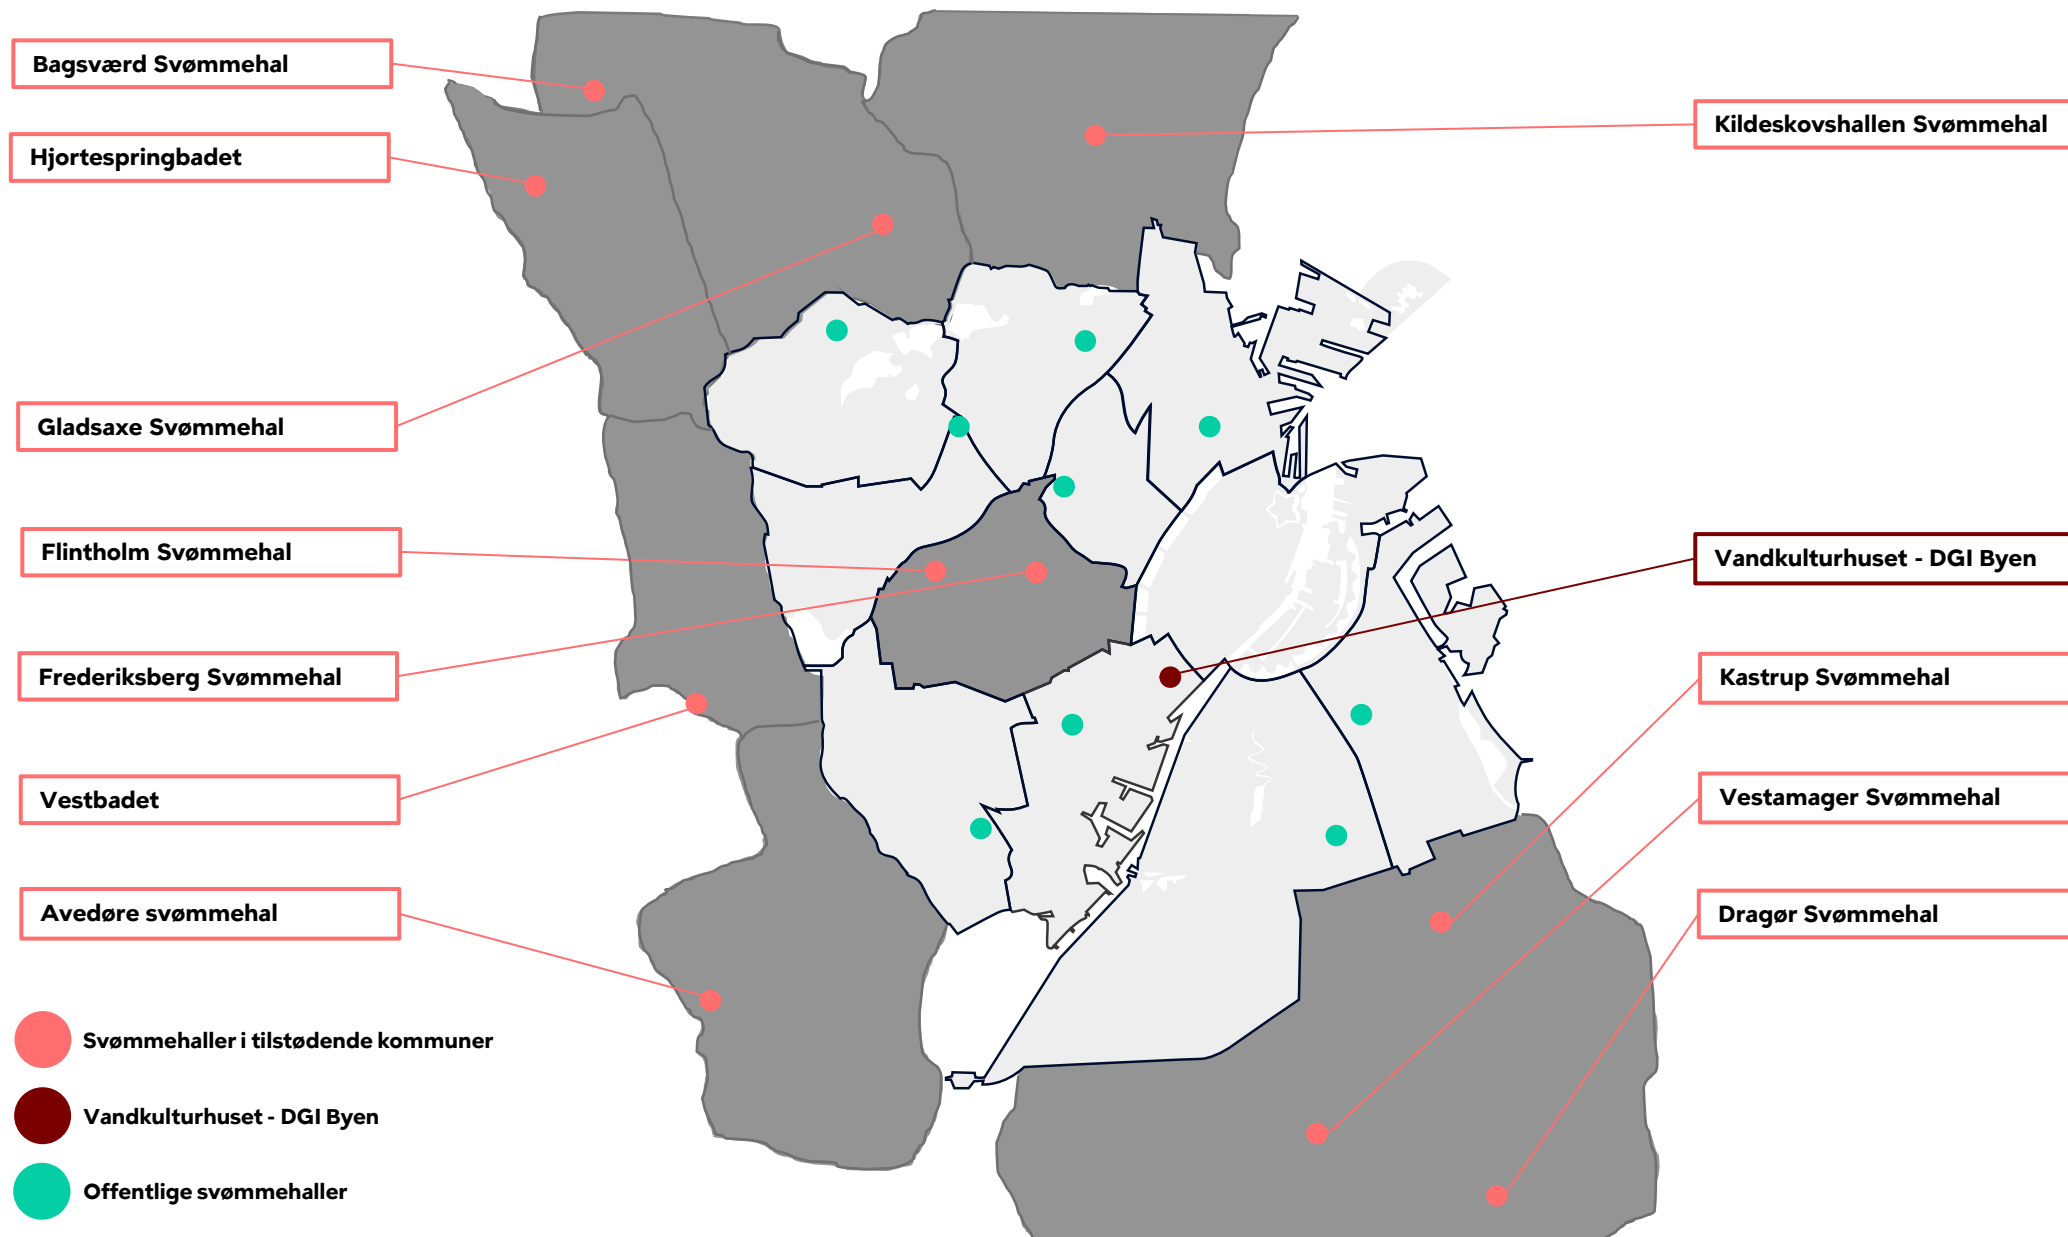 Bagsværd Svømmehal
Hjortespringbadet
Gladsaxe Svømmehal
Flintholm Svømmehal
Frederiksberg Svømmehal
Vestbadet
Avedøre svømmehal
Svømmehaller i tilstødende kommuner
Vandkulturhuset - DGI Byen
Offentlige svømmehaller
Kildeskovshallen Svømmehal
Vandkulturhuset - DGI Byen
Kastrup Svømmehal
Vestamager Svømmehal
Dragør Svømmehal